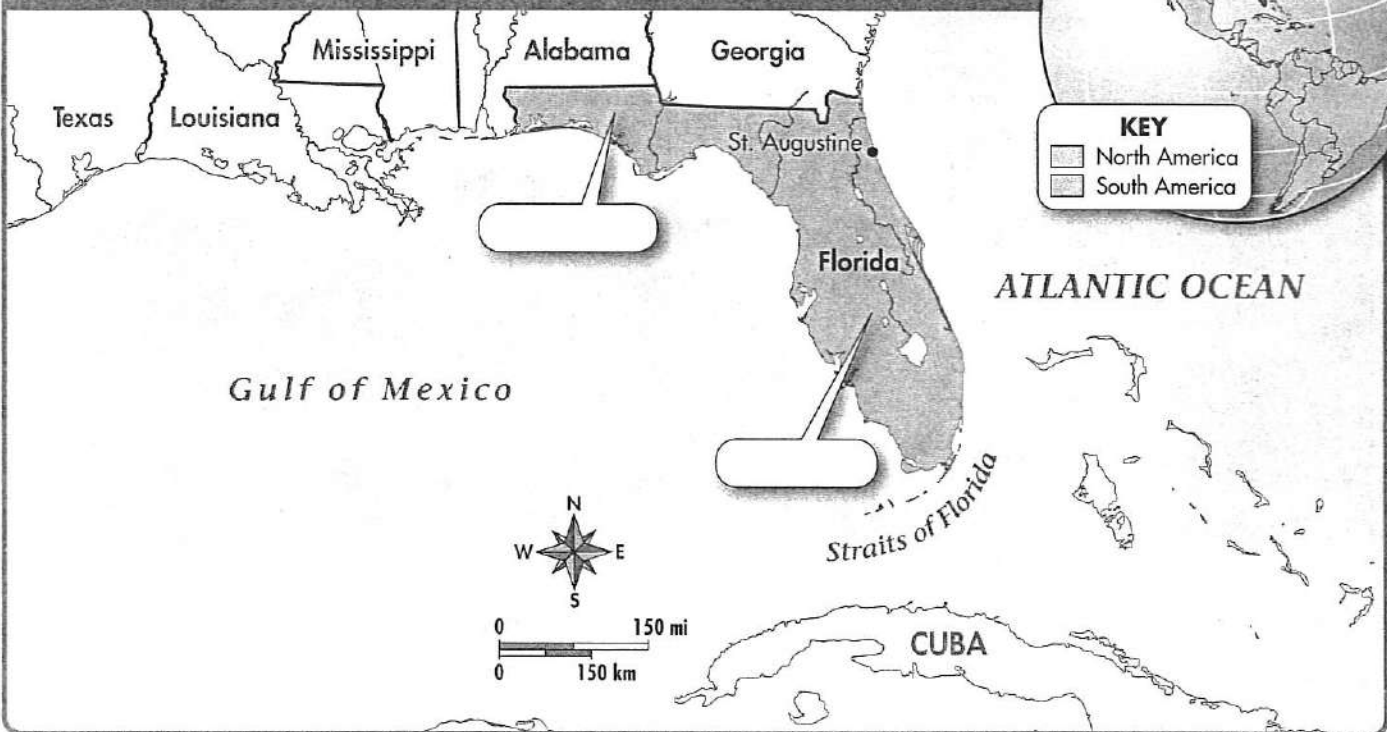 Mississippi
Alabama
Georgia
Texas
Louisiana
St. Augustine
KEY
North America
South America
Florida
ATLANTIC OCEAN
Gulf of Mexico
Straits of Florida
N
W E
S
0 150 mi
0 150 km
CUBA